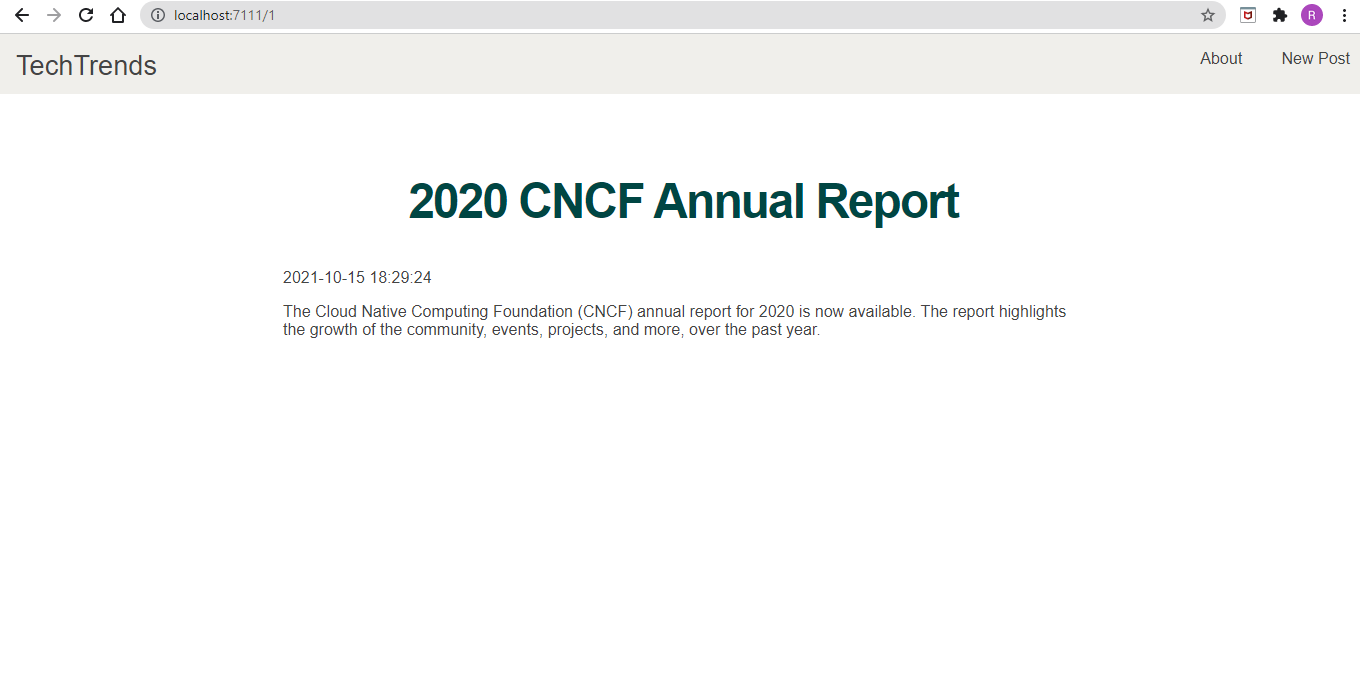 localhost:7111/1
R
TechTrends
About
New Post
2020 CNCF Annual Report
2021-10-15 18:29:24
The Cloud Native Computing Foundation (CNCF) annual report for 2020 is now available. The report highlights
the growth of the community, events, projects, and more, over the past year.